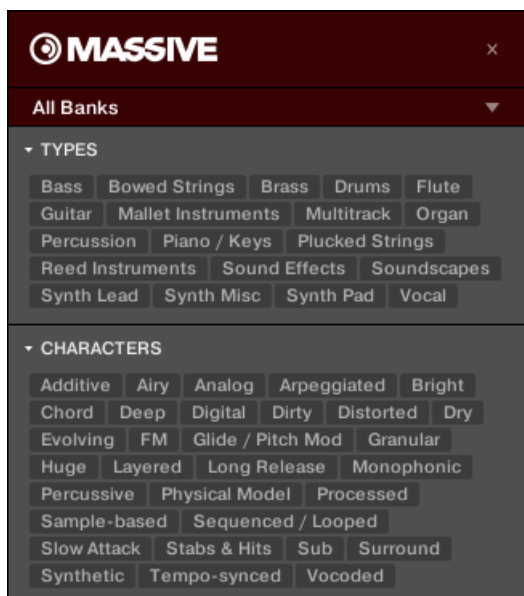 MASSIVE ×
All Banks
TYPES
Bass Bowed Strings Brass Drums Flute
Guitar Mallet Instruments Multitrack Organ
Percussion Piano / Keys Plucked Strings
Reed Instruments Sound Effects Soundscapes
Synth Lead Synth Misc Synth Pad Vocal
CHARACTERS
Additive Airy Analog Arpeggiated Bright
Chord Deep Digital Dirty Distorted Dry
Evolving FM Glide / Pitch Mod Granular
Huge Layered Long Release Monophonic
Percussive Physical Model Processed
Sample-based Sequenced / Looped
Slow Attack Stabs & Hits Sub Surround
Synthetic Tempo-synced Vocoded